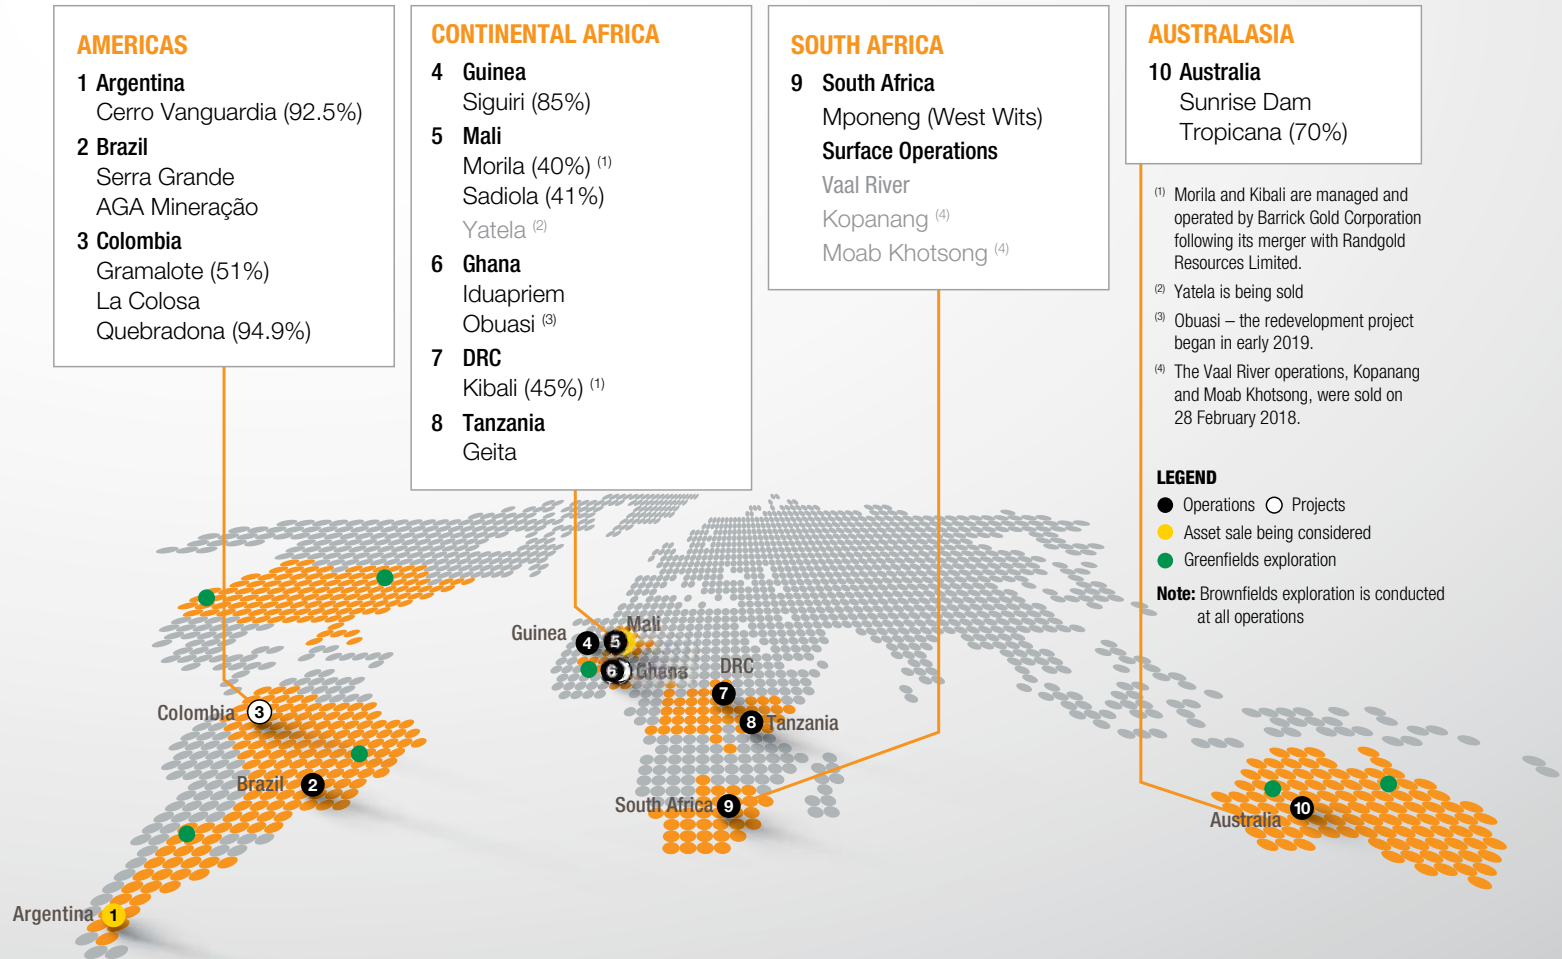 AMERICAS
1 Argentina
Cerro Vanguardia (92.5%)
2 Brazil
Serra Grande
AGA Mineração
3 Colombia
Gramalote (51%)
La Colosa
Quebradona (94.9%)
CONTINENTAL AFRICA
4 Guinea
Siguiri (85%)
5 Mali
Morila (40%) (1)
Sadiola (41%)
Yatela (2)
6 Ghana
Iduapriem
Obuasi (3)
7 DRC
Kibali (45%) (1)
8 Tanzania
Geita
SOUTH AFRICA
9 South Africa
Mponeng (West Wits)
Surface Operations
Vaal River
Kopanang (4)
Moab Khotsong (4)
AUSTRALASIA
10 Australia
Sunrise Dam
Tropicana (70%)
(1) Morila and Kibali are managed and
operated by Barrick Gold Corporation
following its merger with Randgold
Resources Limited.
(2) Yatela is being sold
(3) Obuasi – the redevelopment project
began in early 2019.
(4) The Vaal River operations, Kopanang
and Moab Khotsong, were sold on
28 February 2018.
LEGEND
Operations Projects
Asset sale being considered
Greenfields exploration
Note: Brownfields exploration is conducted
at all operations
Guinea 4 5 Mali
6 Ghana
DRC
7
8 Tanzania
Colombia 3
Brazil 2
South Africa 9
10
Australia
Argentina 1